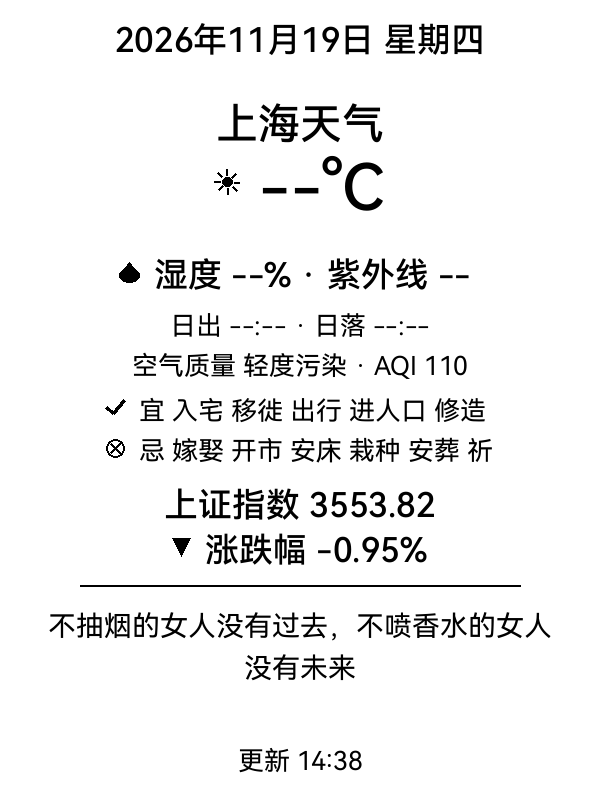 2026年11月19日 星期四
上海天气
--°C
湿度 --% · 紫外线 --
日出 --:-- · 日落 --:--
空气质量 轻度污染 · AQI 110
宜 入宅 移徙 出行 进人口 修造
忌 嫁娶 开市 安床 栽种 安葬 祈
上证指数 3553.82
▼ 涨跌幅 -0.95%
不抽烟的女人没有过去，不喷香水的女人
没有未来
更新 14:38